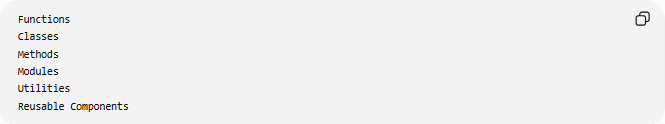 Functions
Classes
Methods
Modules
Utilities
Reusable Components